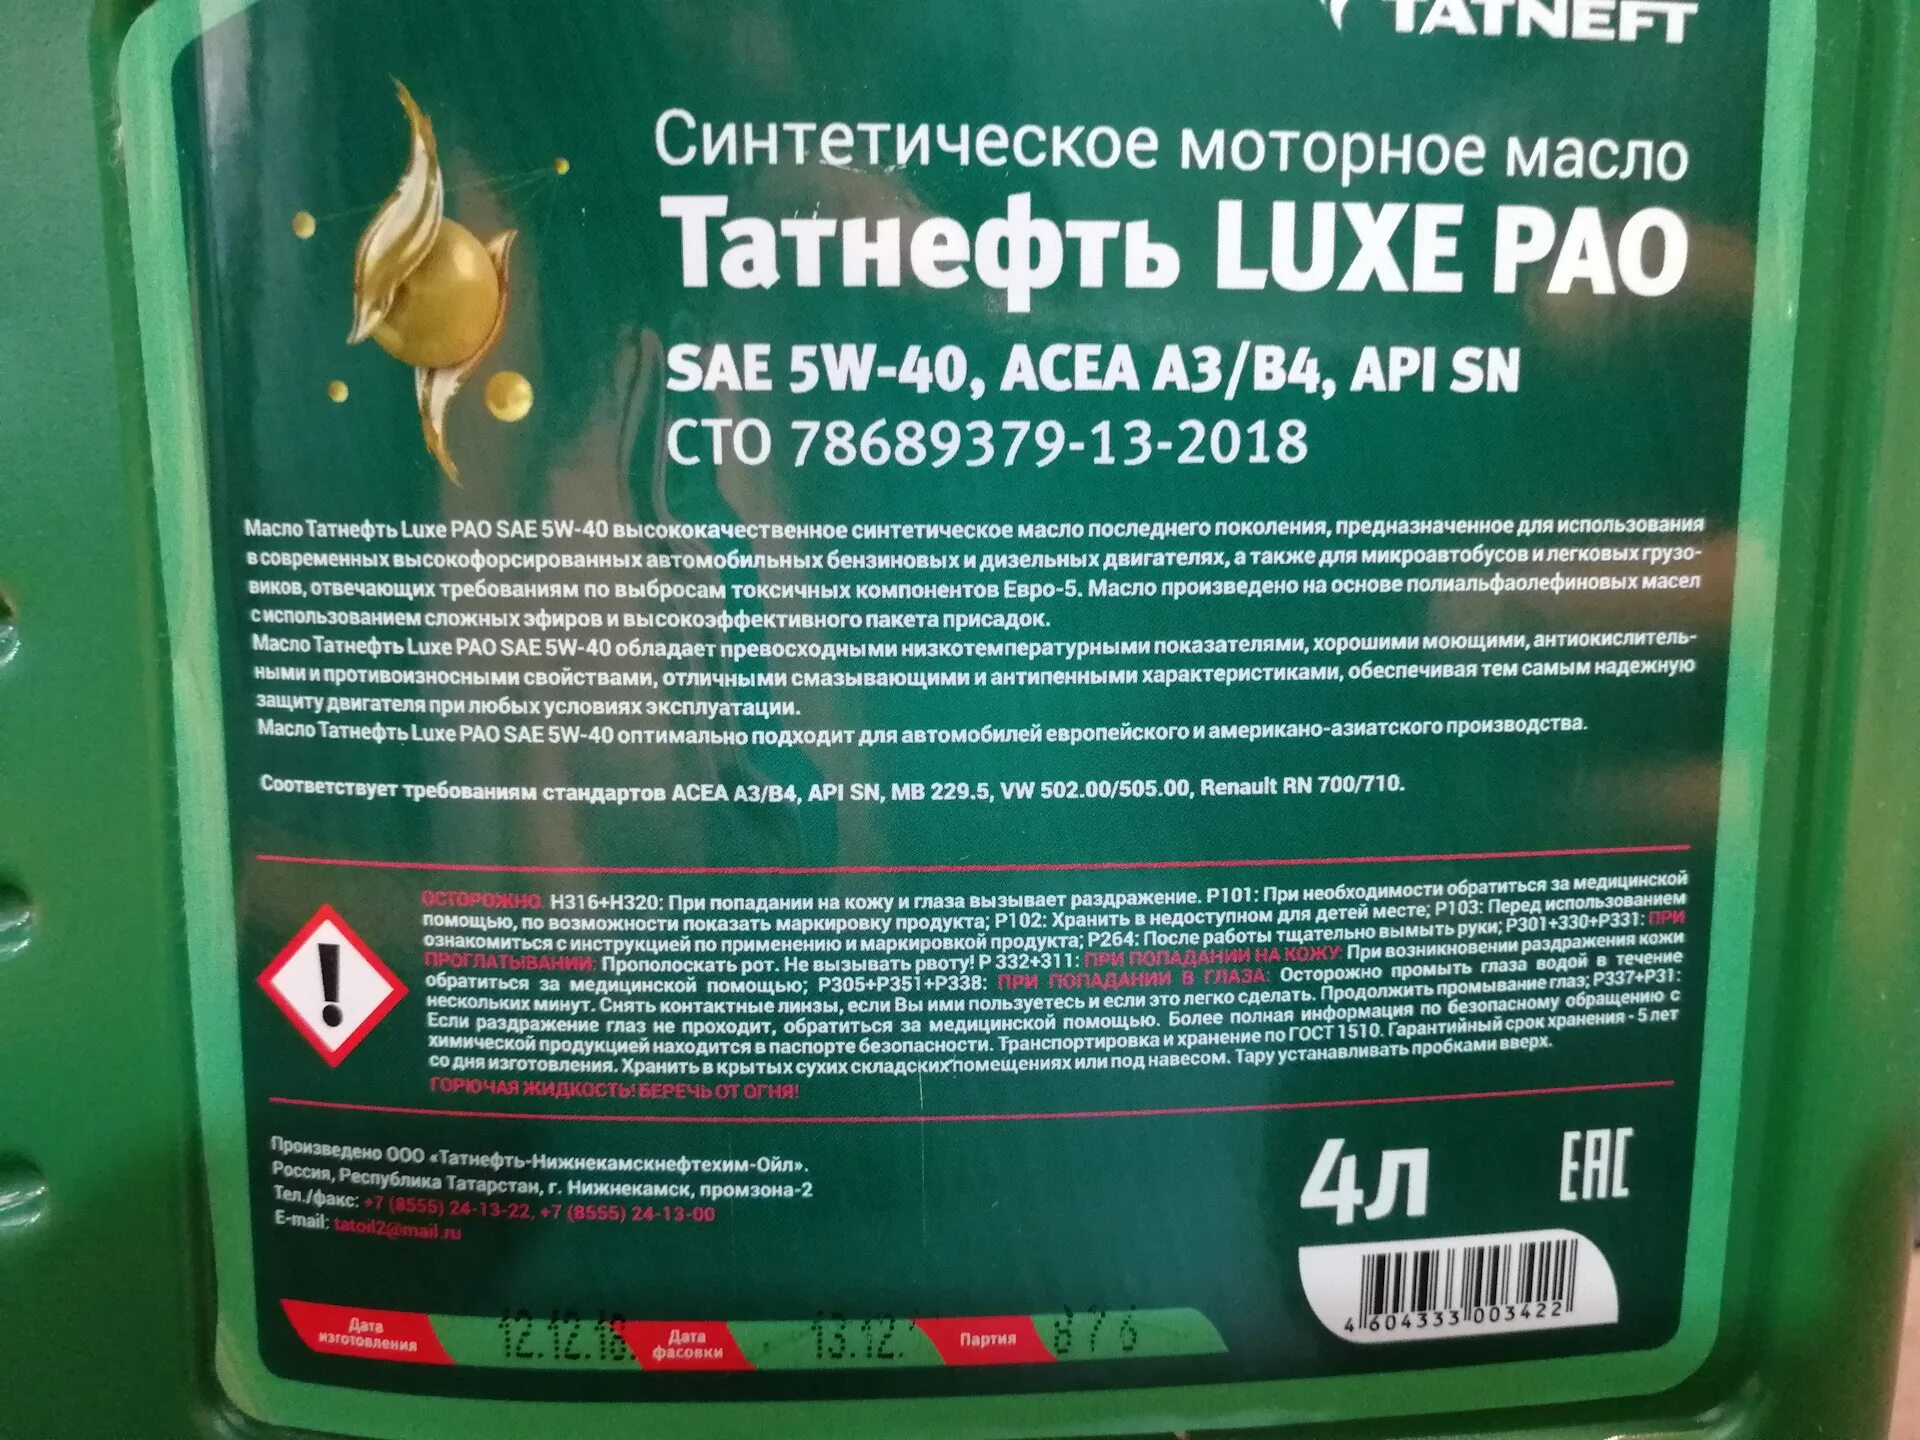 TATNEFT
Синтетическое моторное масло
Татнефть LUXE PAO
SAE 5W-40, ACEA A3/B4, API SN
СТО 78689379-13-2018
Масло Татнефть Luxe PAO SAE 5W-40 высококачественное синтетическое масло последнего поколения, предназначенное для использования
в современных высокофорсированных автомобильных бензиновых и дизельных двигателях, а также для микроавтобусов и легковых грузо-
виков, отвечающих требованиям по выбросам токсичных компонентов Евро-5. Масло произведено на основе полиальфаолефиновых масел
с использованием сложных эфиров и высокоэффективного пакета присадок.
Масло Татнефть Luxe PAO SAE 5W-40 обладает превосходными низкотемпературными показателями, хорошими моющими, антиокислитель-
ными и противоизносными свойствами, отличными смазывающими и антипенными характеристиками, обеспечивая тем самым надежную
защиту двигателя при любых условиях эксплуатации.
Масло Татнефть Luxe PAO SAE 5W-40 оптимально подходит для автомобилей европейского и американо-азиатского производства.
Соответствует требованиям стандартов ACEA A3/B4, API SN, MB 229.5, VW 502.00/505.00, Renault RN 700/710.
ОСТОРОЖНО. H316+H320: При попадании на кожу и глаза вызывает раздражение. P101: При необходимости обратиться за медицинской
помощью, по возможности показать маркировку продукта; P102: Хранить в недоступном для детей месте; P103: Перед использованием
ознакомиться с инструкцией по применению и маркировкой продукта; P264: После работы тщательно вымыть руки; P301+330+P331: ПРИ
ПРОГЛАТЫВАНИИ: Прополоскать рот. Не вызывать рвоту! P 332+311: ПРИ ПОПАДАНИИ НА КОЖУ: При возникновении раздражения кожи
обратиться за медицинской помощью; P305+P351+P338: ПРИ ПОПАДАНИИ В ГЛАЗА: Осторожно промыть глаза водой в течение
нескольких минут. Снять контактные линзы, если Вы ими пользуетесь и если это легко сделать. Продолжить промывание глаз; P337+P31:
Если раздражение глаз не проходит, обратиться за медицинской помощью. Более полная информация по безопасному обращению с
химической продукцией находится в паспорте безопасности. Транспортировка и хранение по ГОСТ 1510. Гарантийный срок хранения - 5 лет
со дня изготовления. Хранить в крытых сухих складских помещениях или под навесом. Тару устанавливать пробками вверх.
ГОРЮЧАЯ ЖИДКОСТЬ! БЕРЕЧЬ ОТ ОГНЯ!
Произведено ООО «Татнефть-Нижнекамскнефтехим-Ойл».
Россия, Республика Татарстан, г. Нижнекамск, промзона-2
Тел./факс: +7 (8555) 24-13-22, +7 (8555) 24-13-00
E-mail: tatoil2@mail.ru
4л
EAC
4 604333 003422
Дата изготовления 12.12.18
Дата фасовки 13.12.
Партия 876